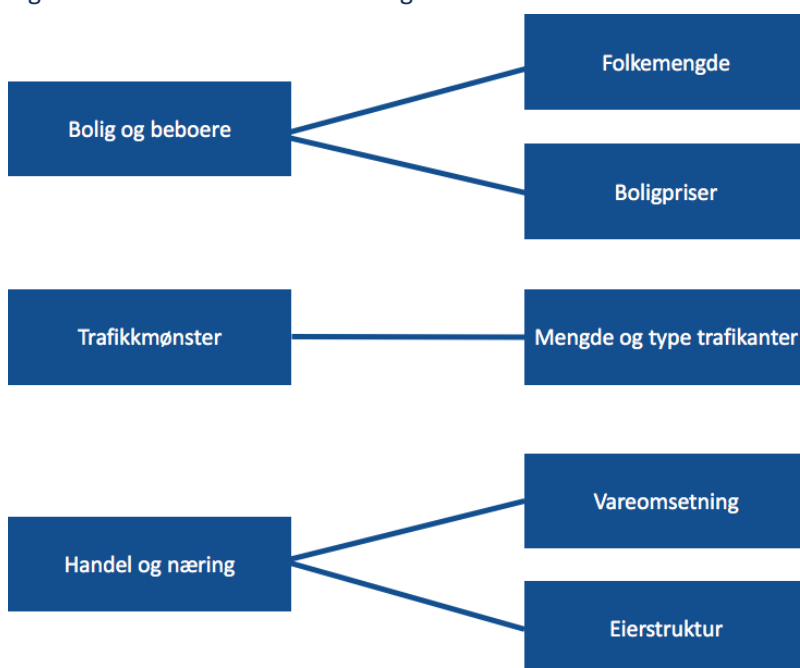 Folkemengde
Bolig og beboere
Boligpriser
Trafikkmønster
Mengde og type trafikanter
Vareomsetning
Handel og næring
Eierstruktur